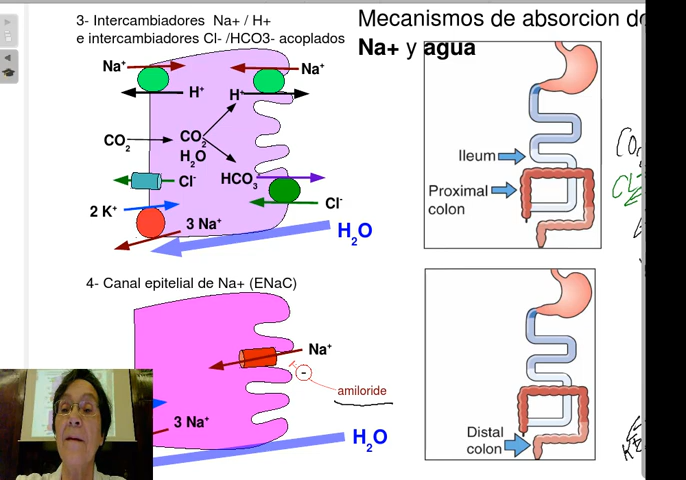 Mecanismos de absorcion de
Na+ y agua
3- Intercambiadores Na+ / H+
e intercambiadores Cl- /HCO3- acoplados
Na⁺
H⁺
Na⁺
H⁺
CO₂
CO₂
H₂O
HCO₃⁻
Cl⁻
Cl⁻
2 K⁺
3 Na⁺
H₂O
Ileum
Proximal
colon
4- Canal epitelial de Na+ (ENaC)
Na⁺
-
amiloride
3 Na⁺
H₂O
Distal
colon